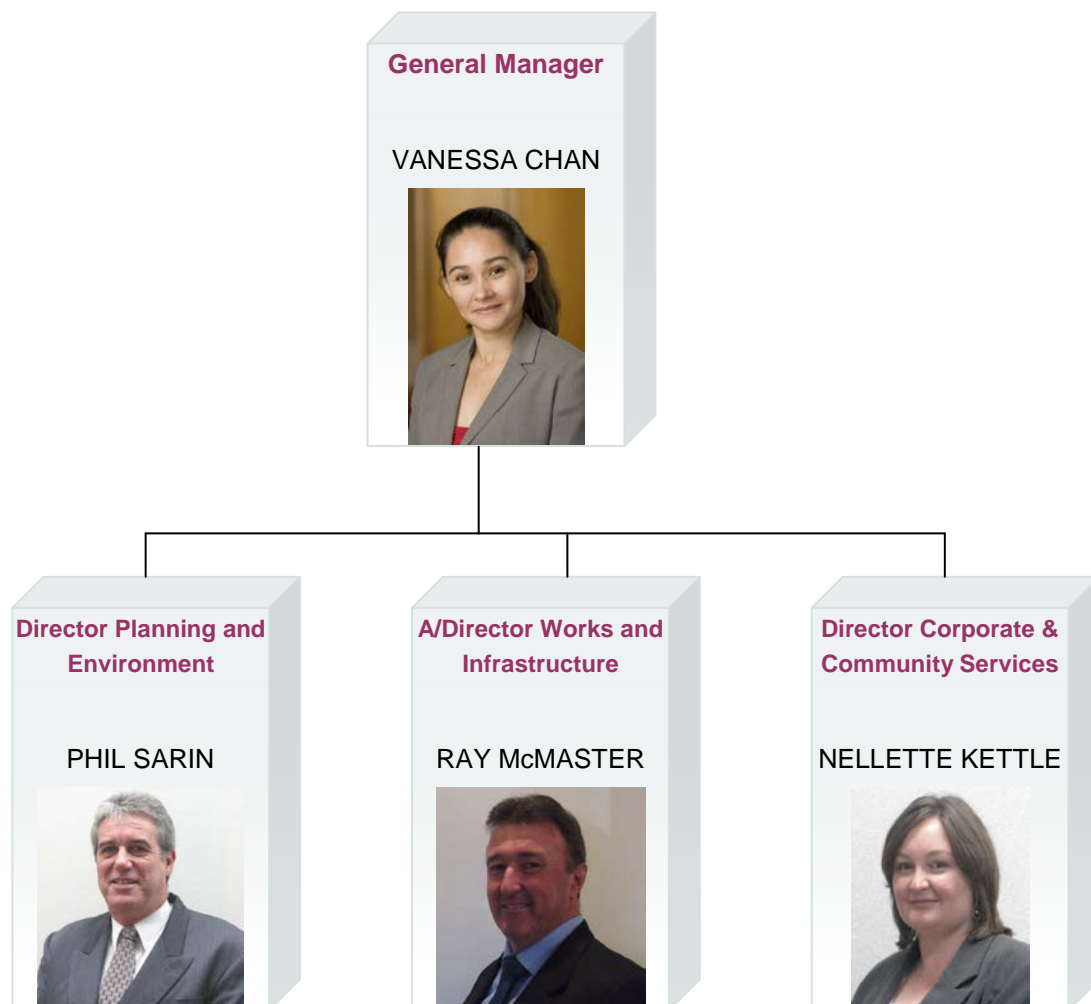 General Manager
VANESSA CHAN
Director Planning and
Environment
PHIL SARIN
A/Director Works and
Infrastructure
RAY McMASTER
Director Corporate &
Community Services
NELLETTE KETTLE